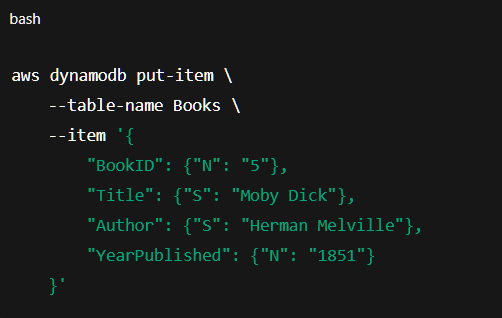 bash
aws dynamodb put-item \
    --table-name Books \
    --item '{
        "BookID": {"N": "5"},
        "Title": {"S": "Moby Dick"},
        "Author": {"S": "Herman Melville"},
        "YearPublished": {"N": "1851"}
    }'